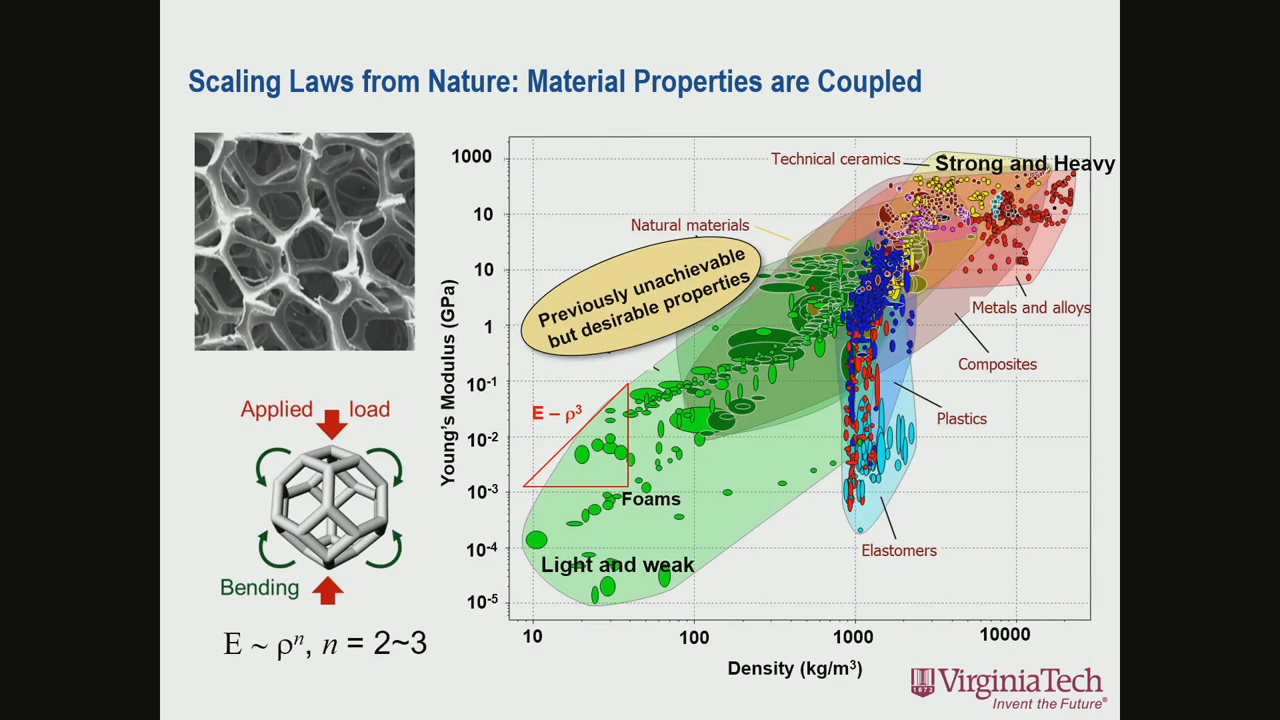 Scaling Laws from Nature: Material Properties are Coupled
Applied load
Bending
E ~ ρⁿ, n = 2~3
Young's Modulus (GPa)
1000
10
10
1
10⁻¹
10⁻²
10⁻³
10⁻⁴
10⁻⁵
Technical ceramics
Strong and Heavy
Natural materials
Previously unachievable
but desirable properties
Metals and alloys
Composites
E – ρ³
Plastics
Foams
Elastomers
Light and weak
10
100
1000
10000
Density (kg/m³)
1872
VirginiaTech
Invent the Future®